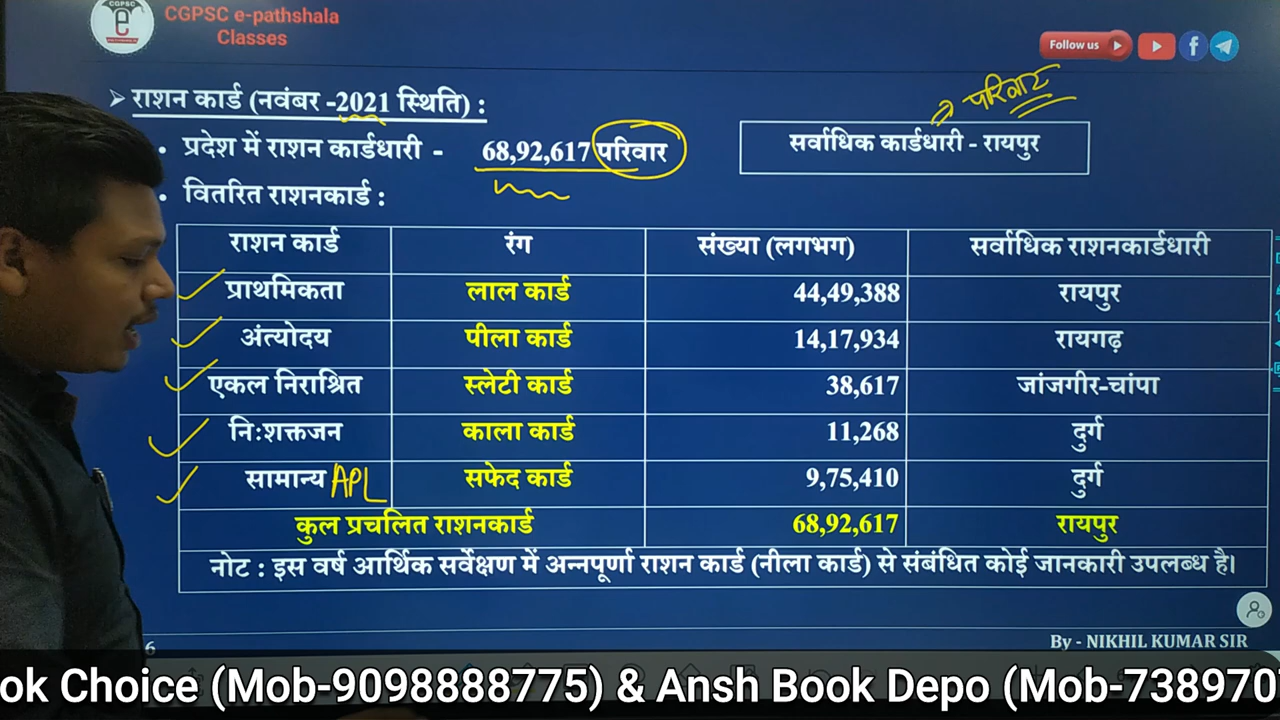 CGPSC
e
CGPSC e-pathshala
Classes
Follow us
➤ राशन कार्ड (नवंबर -2021 स्थिति) :
परिवार
• प्रदेश में राशन कार्डधारी - 68,92,617 परिवार
सर्वाधिक कार्डधारी - रायपुर
• वितरित राशनकार्ड :
राशन कार्ड रंग संख्या (लगभग) सर्वाधिक राशनकार्डधारी
प्राथमिकता लाल कार्ड 44,49,388 रायपुर
अंत्योदय पीला कार्ड 14,17,934 रायगढ़
एकल निराश्रित स्लेटी कार्ड 38,617 जांजगीर-चांपा
निःशक्तजन काला कार्ड 11,268 दुर्ग
सामान्य APL सफेद कार्ड 9,75,410 दुर्ग
कुल प्रचलित राशनकार्ड 68,92,617 रायपुर
नोट : इस वर्ष आर्थिक सर्वेक्षण में अन्नपूर्णा राशन कार्ड (नीला कार्ड) से संबंधित कोई जानकारी उपलब्ध है।
6
By - NIKHIL KUMAR SIR
ok Choice (Mob-9098888775) & Ansh Book Depo (Mob-738970